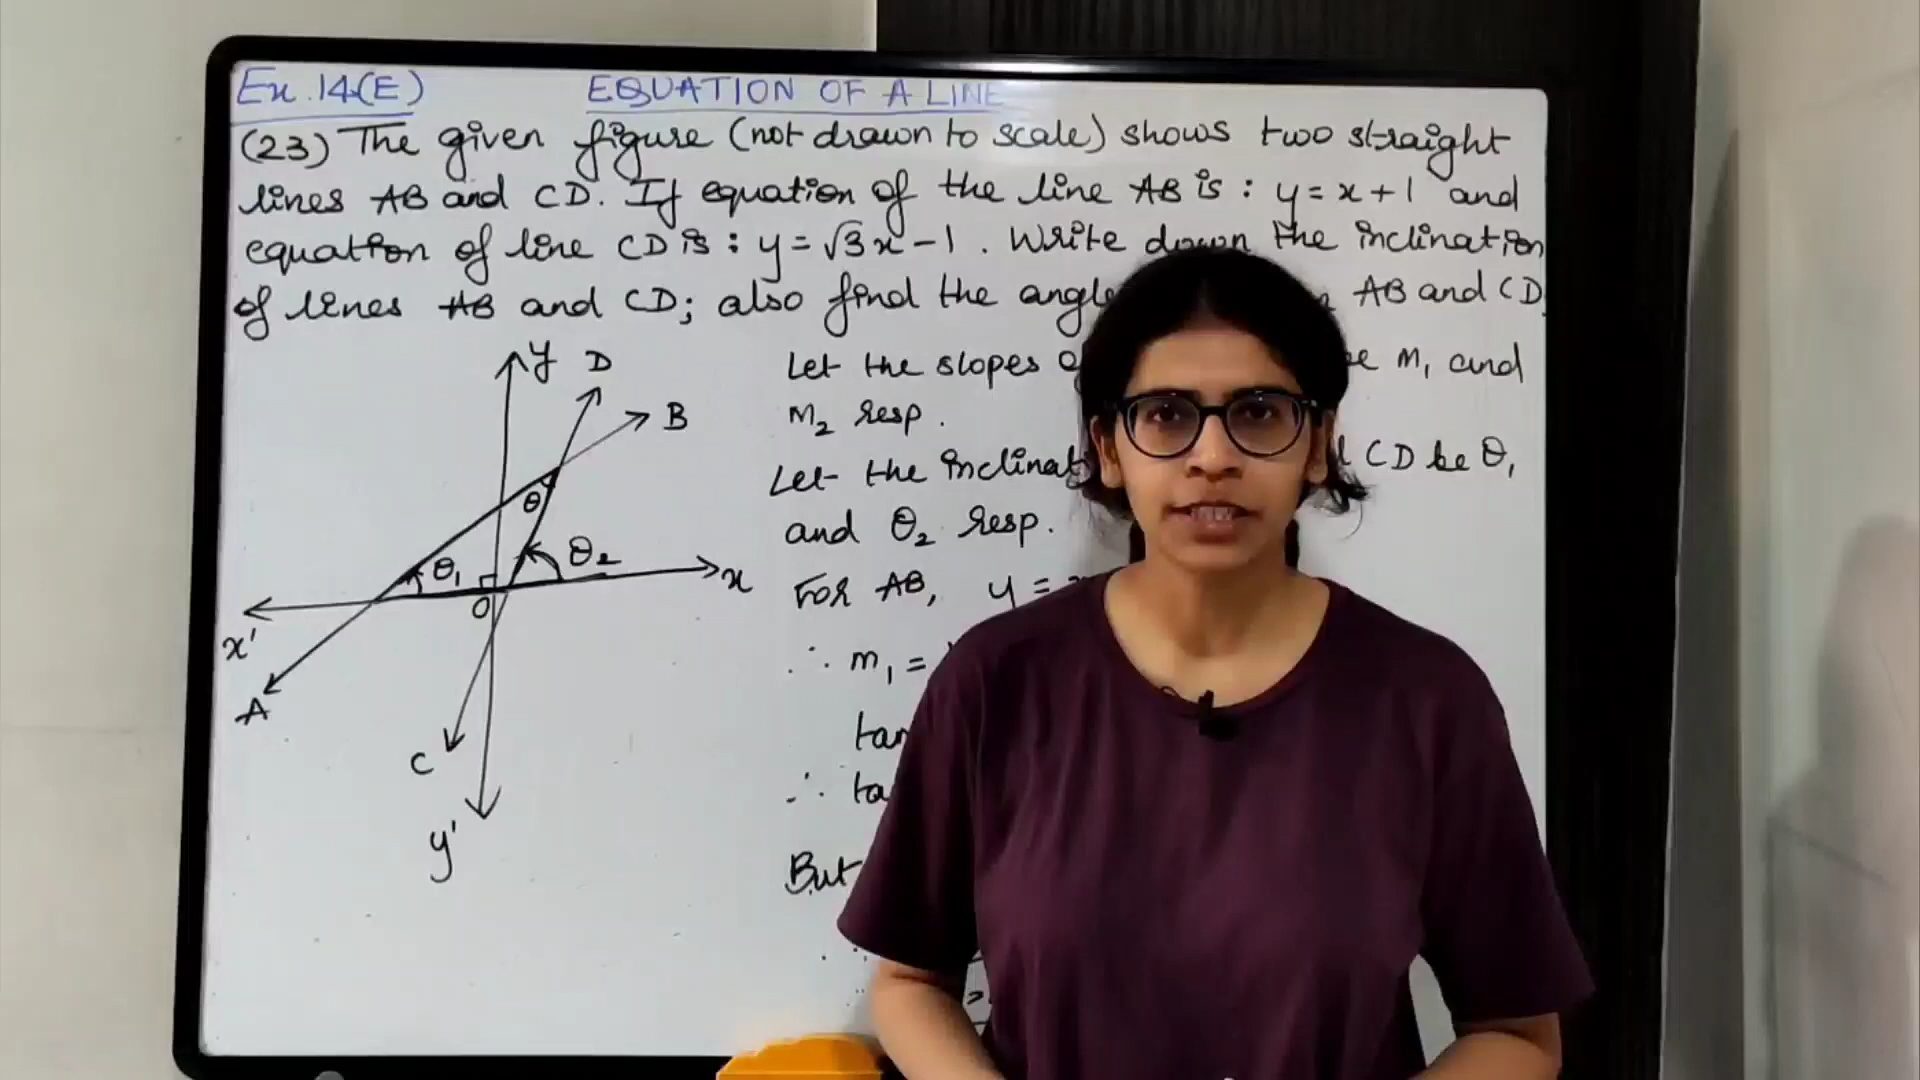 Ex.14(E) EQUATION OF A LINE
(23) The given figure (not drawn to scale) shows two straight
lines AB and CD. If equation of the line AB is : y = x + 1 and
equation of line CD is : y = √3x - 1. Write down the inclination
of lines AB and CD; also find the angle AB and CD.
y D
B
θ
θ₁ θ₂
x
O
x'
A
C
y'
Let the slopes m₁ and
m₂ resp.
Let the CD be θ₁
and θ₂ resp.
For AB, y =
∴ m₁ =
∴
But
∴